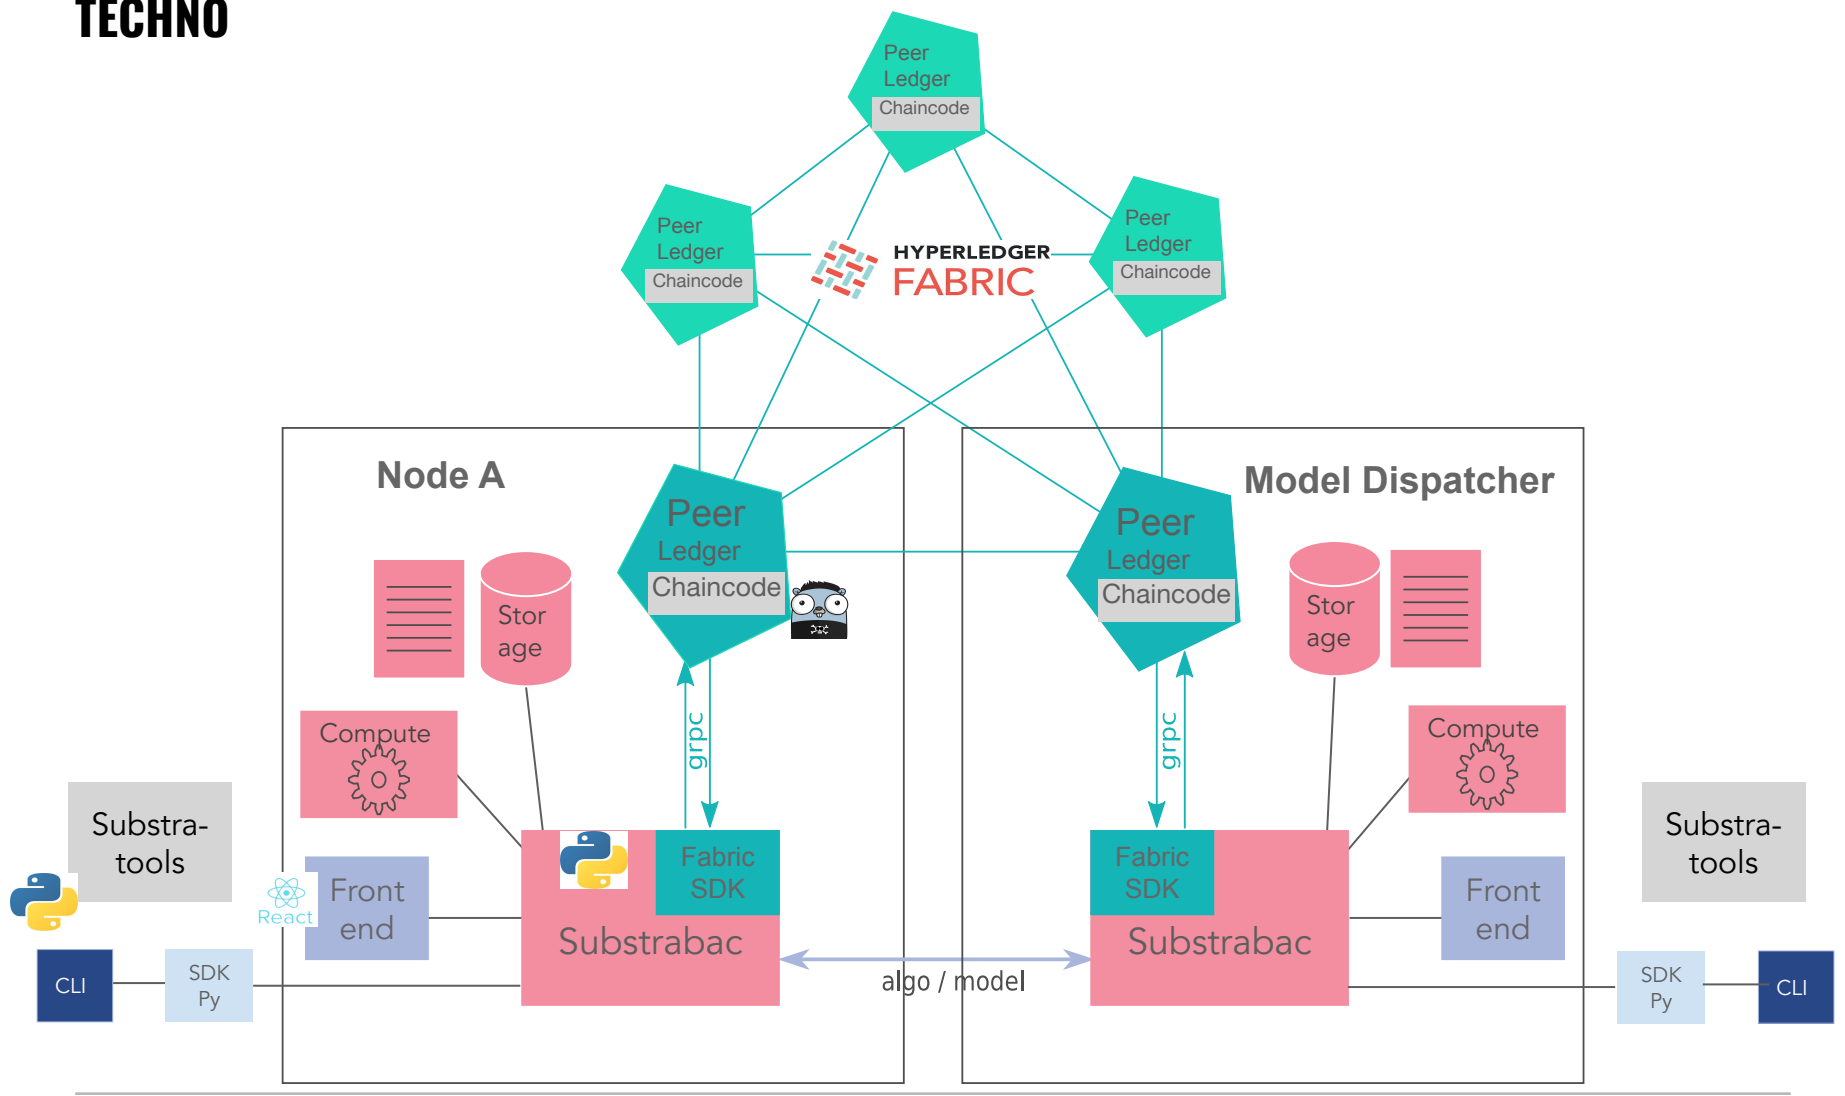 TECHNO
Peer
Ledger
Chaincode
Peer
Ledger
Chaincode
HYPERLEDGER
FABRIC
Peer
Ledger
Chaincode
Node A
Peer
Ledger
Chaincode
Stor
age
Compute
grpc
Substra-
tools
React
Front
end
Fabric
SDK
Substrabac
CLI
SDK
Py
algo / model
Model Dispatcher
Peer
Ledger
Chaincode
Stor
age
Compute
grpc
Fabric
SDK
Substrabac
Front
end
Substra-
tools
SDK
Py
CLI